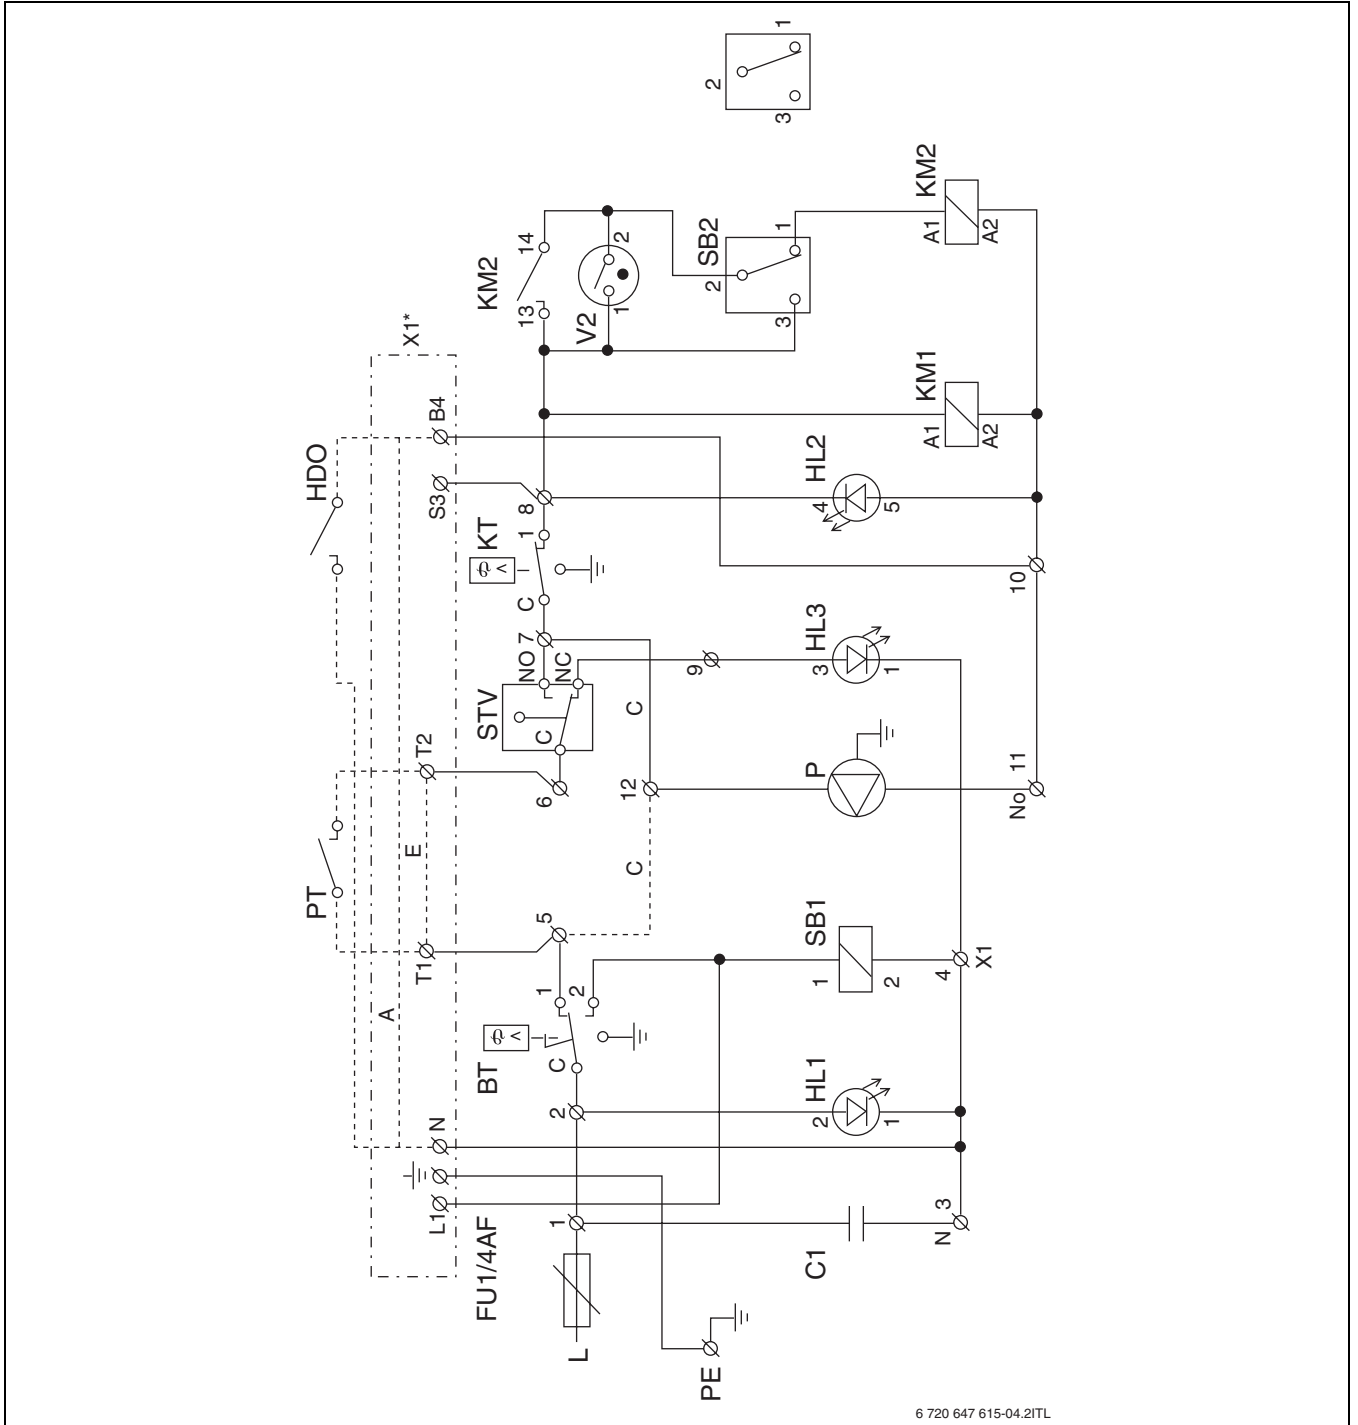 1
2
3
KM2
14
13
V2
2
1
SB2
1
2
3
KM2
A1
A2
X1*
HDO
B4
S3
8
KM1
A1
A2
HL2
4
5
KT
1
C
10
NO 7
NC
9
HL3
3
1
STV
C
C
T2
6
12
P
No 11
PT
E
C
T1
5
A
1
2
BT
C
SB1
1
2
4
X1
2
HL1
2
1
N
L1
FU1/4AF
1
C1
N 3
L
PE
6 720 647 615-04.2ITL